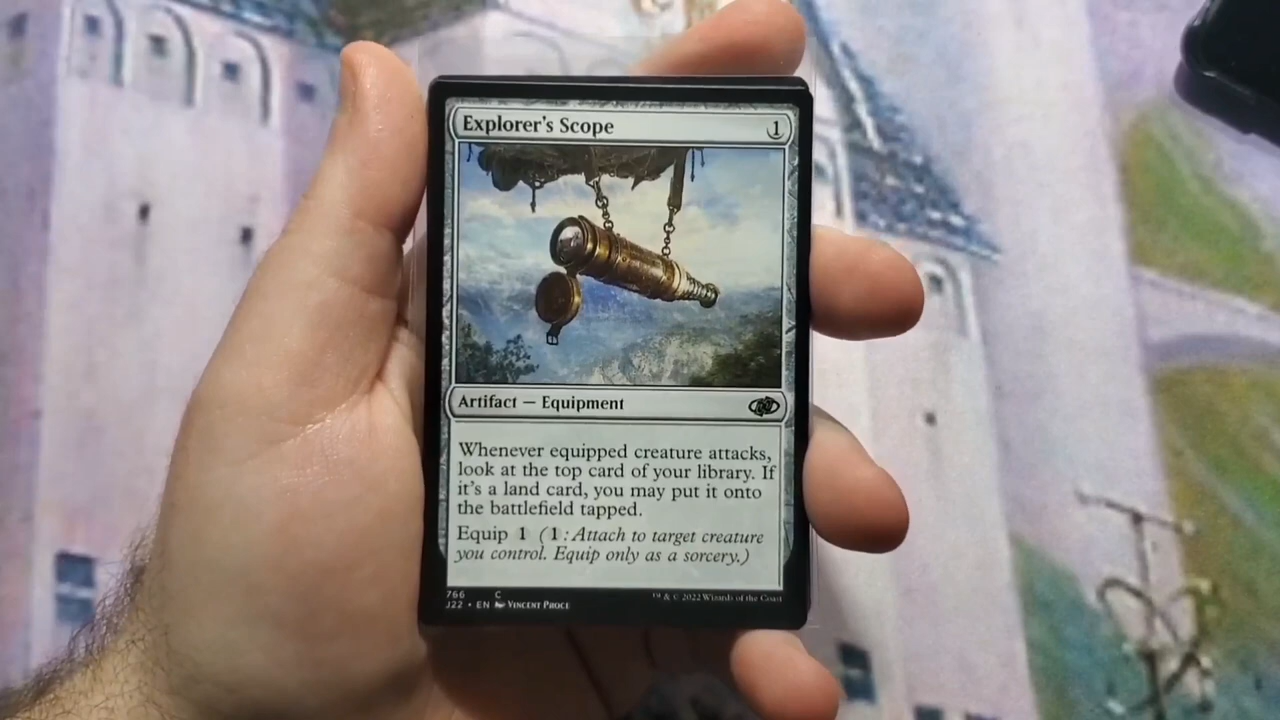 Explorer's Scope 1
Artifact — Equipment
Whenever equipped creature attacks,
look at the top card of your library. If
it's a land card, you may put it onto
the battlefield tapped.
Equip 1 (1: Attach to target creature
you control. Equip only as a sorcery.)
766 C
J22 • EN Vincent Proce
™ & © 2022 Wizards of the Coast